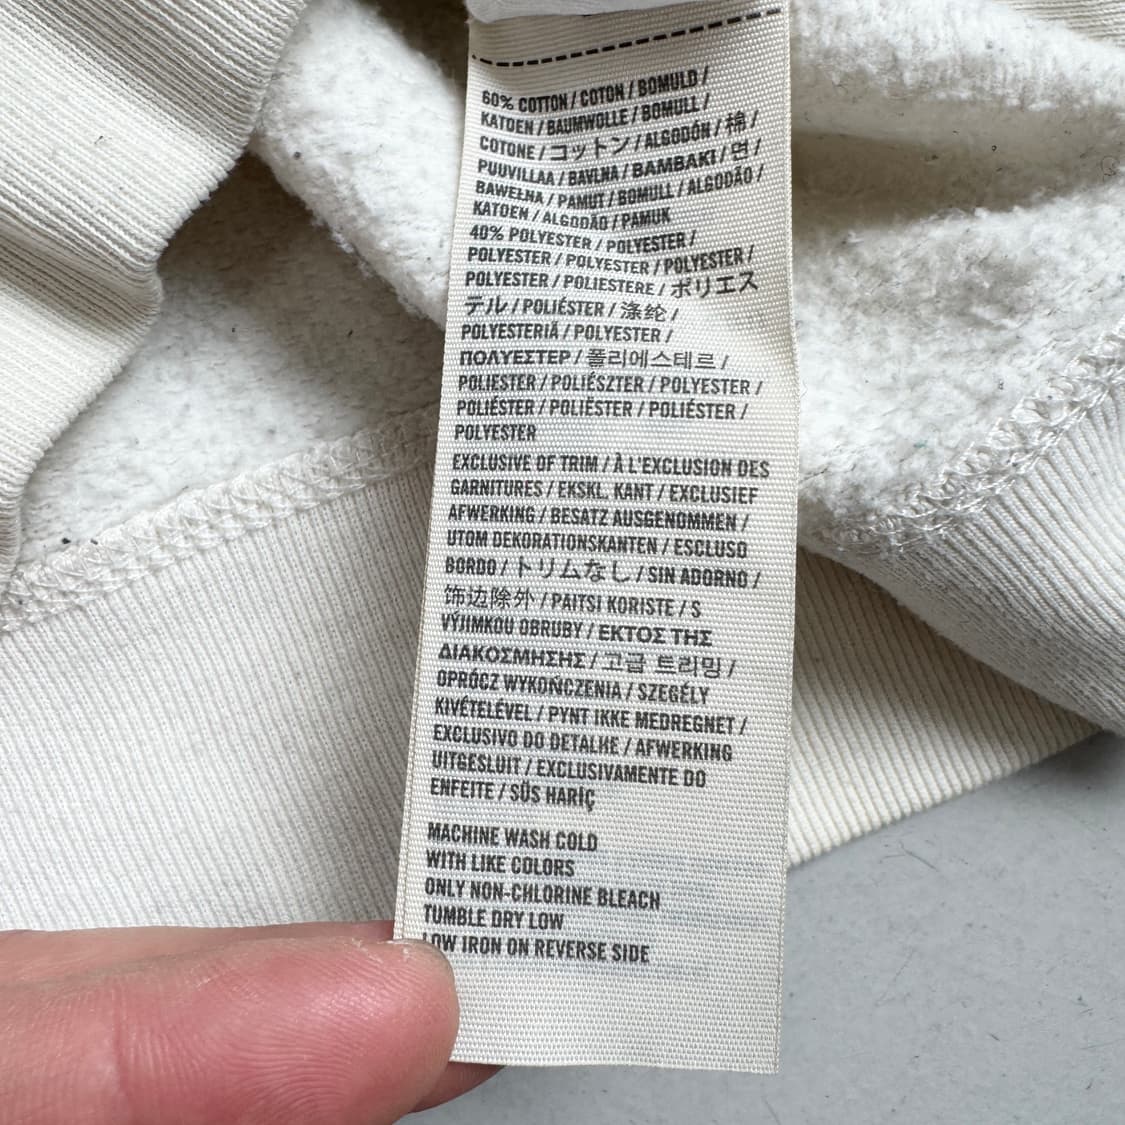 60% COTTON / COTON / BOMULD /
KATOEN / BAUMWOLLE / BOMULL /
COTONE / コットン / ALGODÓN / 棉 /
PUUVILLAA / BAVLNA / ΒΑΜΒΑΚΙ / 면 /
BAWEŁNA / PAMUT / BOMULL / ALGODÃO /
KATOEN / ALGODÃO / PAMUK
40% POLYESTER / POLYESTER /
POLYESTER / POLYESTER / POLYESTER /
POLYESTER / POLIESTERE / ポリエス
テル / POLIÉSTER / 涤纶 /
POLYESTERIÄ / POLYESTER /
ΠΟΛΥΕΣΤΕΡ / 폴리에스테르 /
POLIESTER / POLIÉSZTER / POLYESTER /
POLIÉSTER / POLIËSTER / POLIÉSTER /
POLYESTER
EXCLUSIVE OF TRIM / À L'EXCLUSION DES
GARNITURES / EKSKL. KANT / EXCLUSIEF
AFWERKING / BESATZ AUSGENOMMEN /
UTOM DEKORATIONSKANTEN / ESCLUSO
BORDO / トリムなし / SIN ADORNO /
饰边除外 / PAITSI KORISTE / S
VÝJIMKOU OBRUBY / ΕΚΤΟΣ ΤΗΣ
ΔΙΑΚΟΣΜΗΣΗΣ / 고급 트리밍 /
OPRÓCZ WYKOŃCZENIA / SZEGÉLY
KIVÉTELÉVEL / PYNT IKKE MEDREGNET /
EXCLUSIVO DO DETALHE / AFWERKING
UITGESLUIT / EXCLUSIVAMENTE DO
ENFEITE / SÜS HARİÇ
MACHINE WASH COLD
WITH LIKE COLORS
ONLY NON-CHLORINE BLEACH
TUMBLE DRY LOW
LOW IRON ON REVERSE SIDE